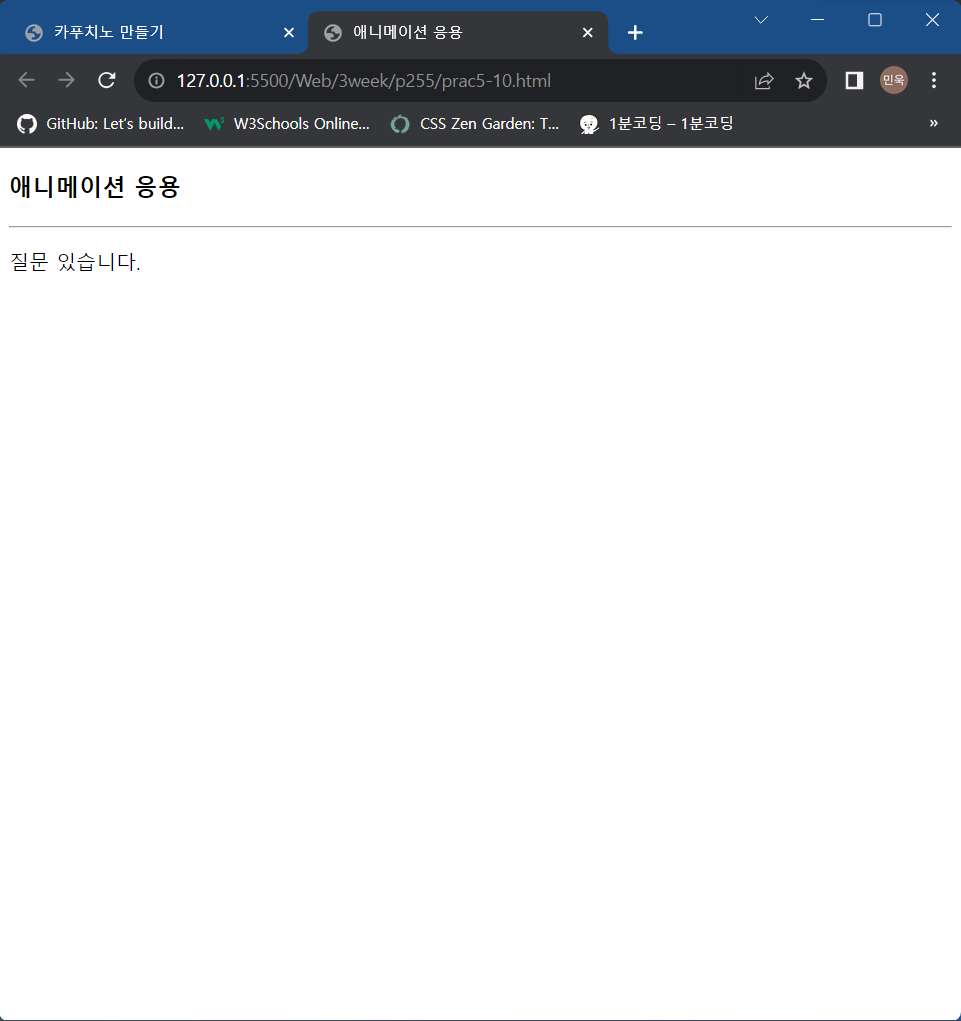 카푸치노 만들기
애니메이션 응용
127.0.0.1:5500/Web/3week/p255/prac5-10.html
민욱
GitHub: Let's build... W3Schools Online... CSS Zen Garden: T... 1분코딩 – 1분코딩 »
애니메이션 응용
질문 있습니다.